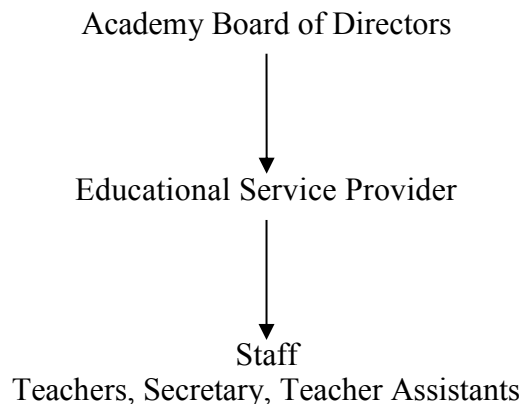 Academy Board of Directors
Educational Service Provider
Staff
Teachers, Secretary, Teacher Assistants